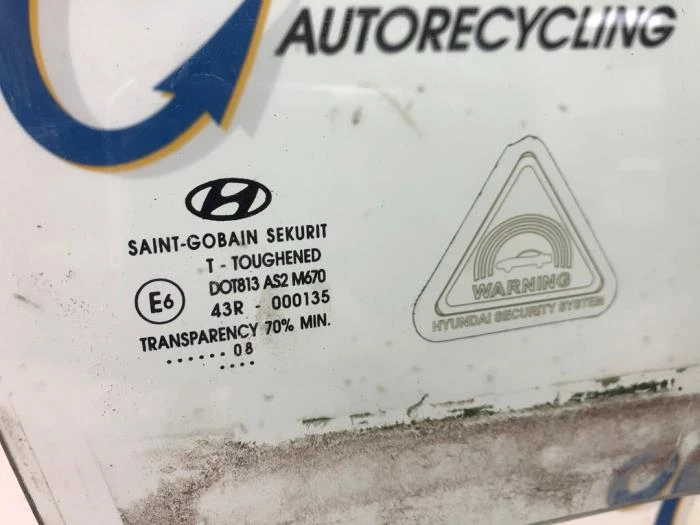 AUTORECYCLING
SAINT-GOBAIN SEKURIT
T - TOUGHENED
DOT813 AS2 M670
E6
43R 000135
TRANSPARENCY 70% MIN.
...... 08
....
WARNING
HYUNDAI SECURITY SYSTEM